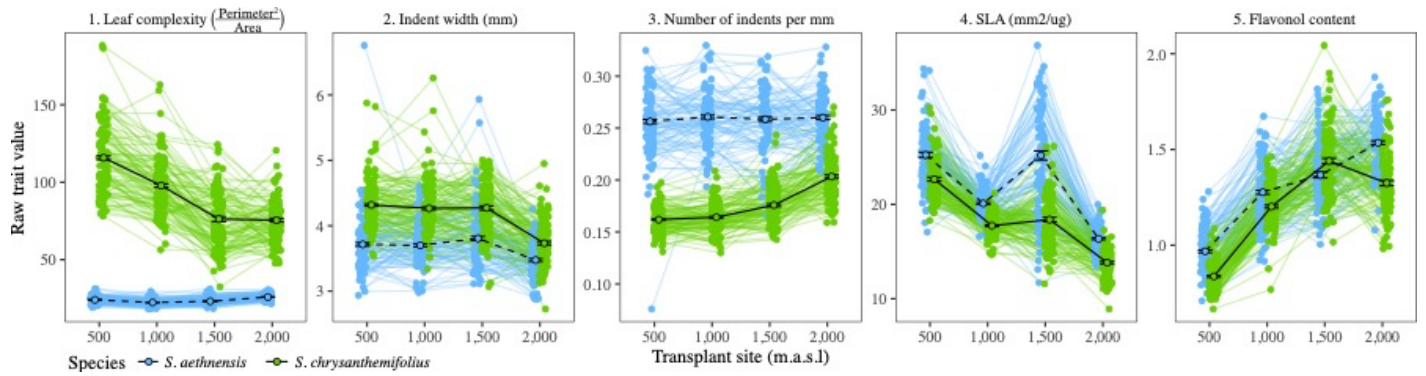 1. Leaf complexity (Perimeter²/Area)
2. Indent width (mm)
3. Number of indents per mm
4. SLA (mm2/ug)
5. Flavonol content
Raw trait value
150
100
50
6
5
4
3
0.30
0.25
0.20
0.15
0.10
30
20
10
2.0
1.5
1.0
500 1,000 1,500 2,000
500 1,000 1,500 2,000
500 1,000 1,500 2,000
500 1,000 1,500 2,000
500 1,000 1,500 2,000
Transplant site (m.a.s.l)
Species S. aethnensis S. chrysanthemifolius